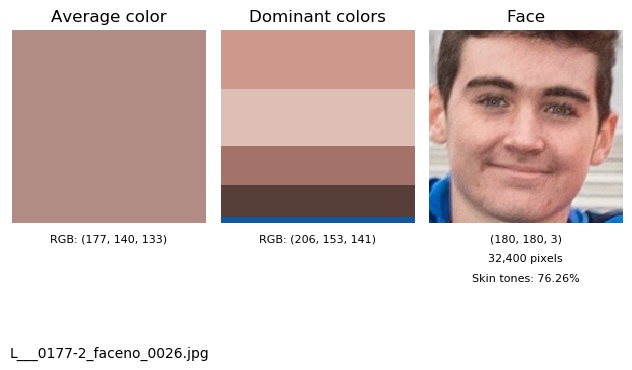 Average color
Dominant colors
Face
RGB: (177, 140, 133)
RGB: (206, 153, 141)
(180, 180, 3)
32,400 pixels
Skin tones: 76.26%
L___0177-2_faceno_0026.jpg